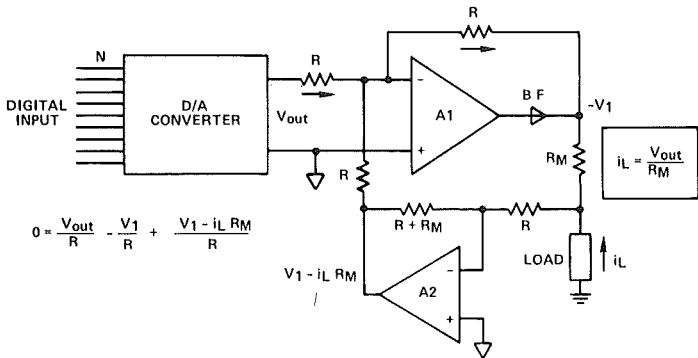 R
N
R
DIGITAL
INPUT
D/A
CONVERTER
Vout
−
+
A1
B F
-V1
RM
iL = Vout / RM
R
R + RM
R
0 = Vout / R - V1 / R + V1 - iL RM / R
V1 - iL RM
−
+
A2
LOAD
iL